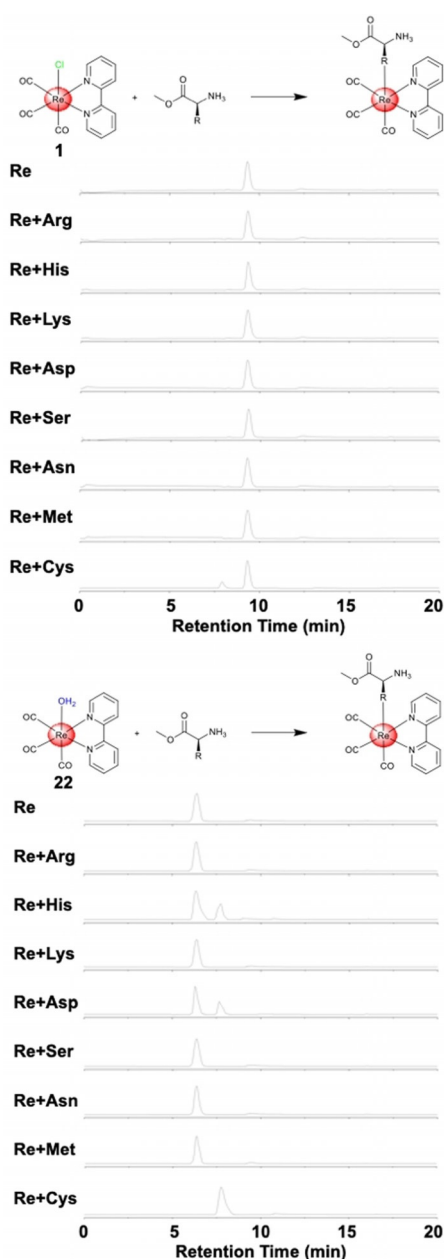 O
O NH₃
R
Cl
OC
OC
CO
Re
N
N
+
O
O
NH₃
R
OC
OC
CO
Re
N
N
1
Re
Re+Arg
Re+His
Re+Lys
Re+Asp
Re+Ser
Re+Asn
Re+Met
Re+Cys
0 5 10 15 20
Retention Time (min)
O
O NH₃
R
OH₂
OC
OC
CO
Re
N
N
+
O
O
NH₃
R
OC
OC
CO
Re
N
N
22
Re
Re+Arg
Re+His
Re+Lys
Re+Asp
Re+Ser
Re+Asn
Re+Met
Re+Cys
0 5 10 15 20
Retention Time (min)